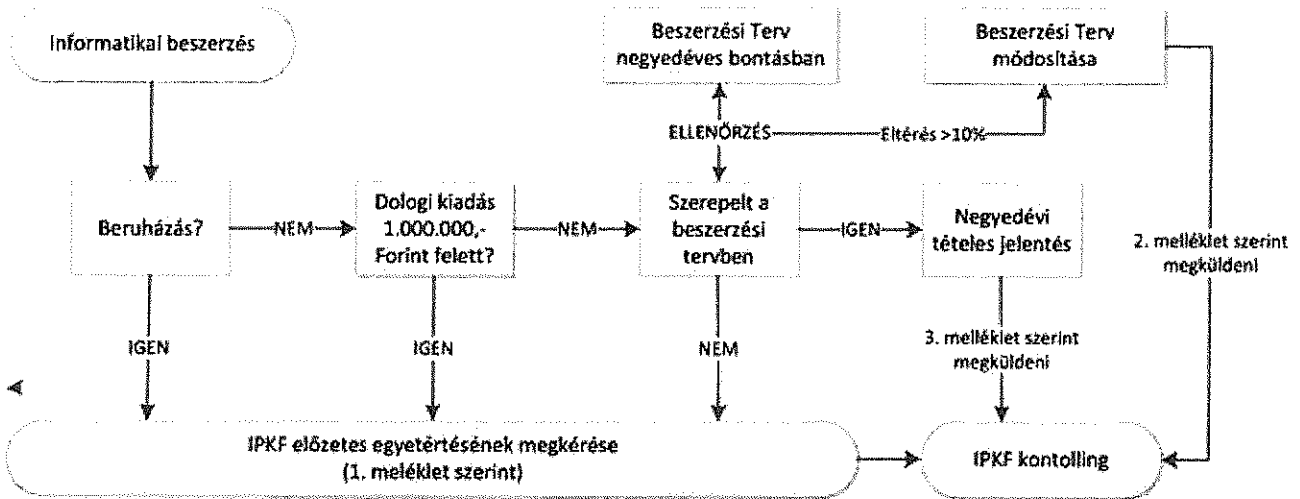 Informatikai beszerzés
Beszerzési Terv
negyedéves bontásban
Beszerzési Terv
módosítása
ELLENŐRZÉS
Eltérés >10%
Beruházás?
NEM
Dologi kiadás
1.000.000,-
Forint felett?
NEM
Szerepelt a
beszerzési
tervben
IGEN
Negyedévi
tételes jelentés
2. melléklet szerint
megküldeni
IGEN
IGEN
NEM
3. melléklet szerint
megküldeni
IPKF előzetes egyetértésének megkérése
(1. meléklet szerint)
IPKF kontolling